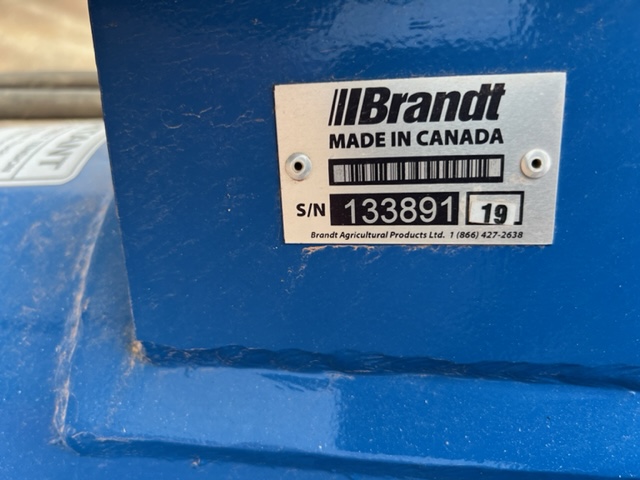 Brandt
MADE IN CANADA
S/N 133891 19
Brandt Agricultural Products Ltd. 1 (866) 427-2638